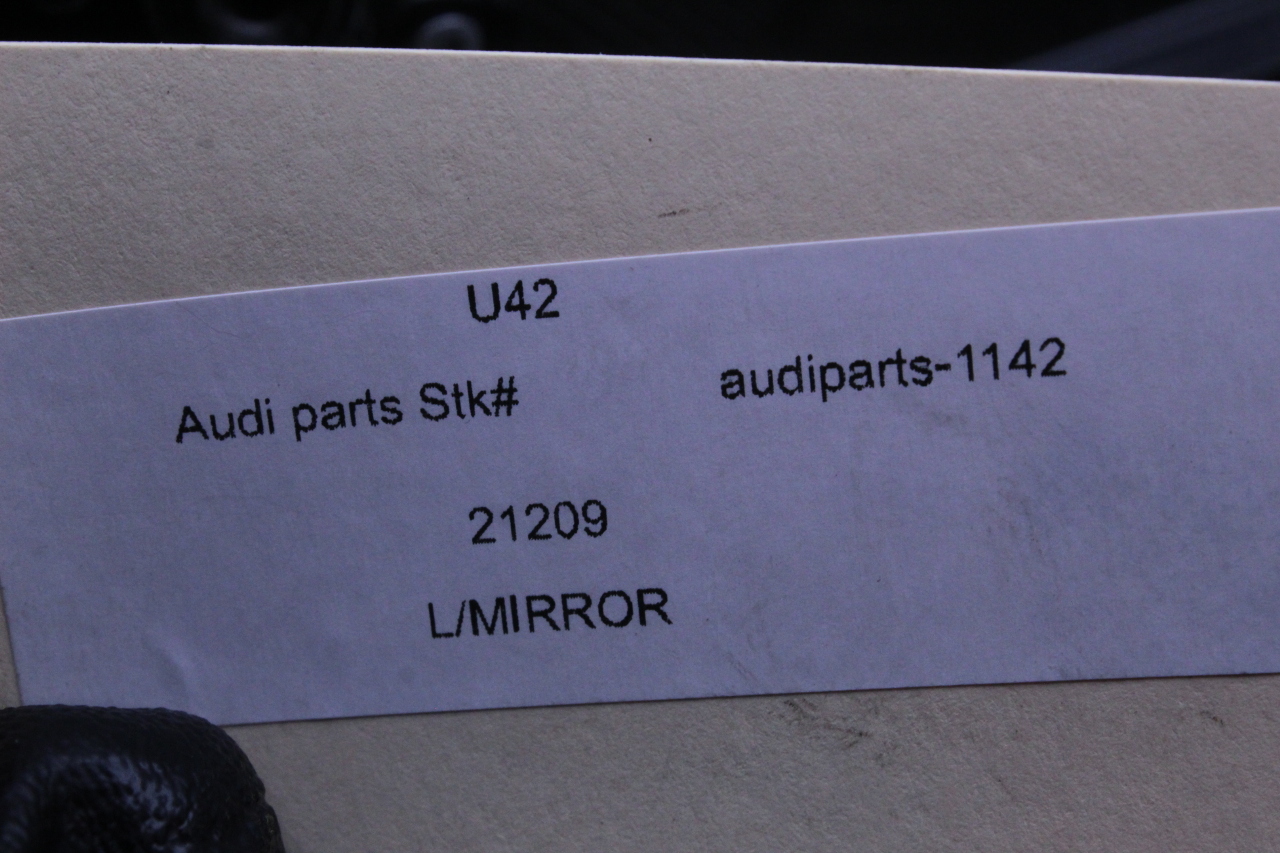 U42
Audi parts Stk# audiparts-1142
21209
L/MIRROR